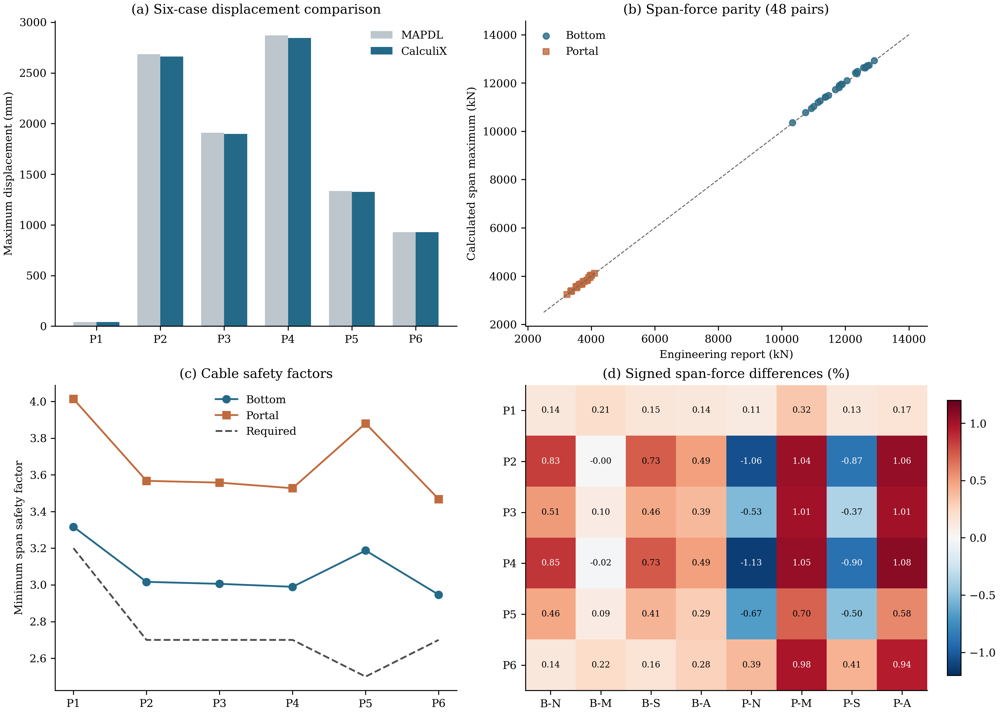 (a) Six-case displacement comparison
Maximum displacement (mm)
3000
2500
2000
1500
1000
500
0
P1 P2 P3 P4 P5 P6
MAPDL
CalculiX
(b) Span-force parity (48 pairs)
Calculated span maximum (kN)
14000
12000
10000
8000
6000
4000
2000
2000 4000 6000 8000 10000 12000 14000
Engineering report (kN)
Bottom
Portal
(c) Cable safety factors
Minimum span safety factor
4.0
3.8
3.6
3.4
3.2
3.0
2.8
2.6
P1 P2 P3 P4 P5 P6
Bottom
Portal
Required
(d) Signed span-force differences (%)
P1 0.14 0.21 0.15 0.14 0.11 0.32 0.13 0.17
P2 0.83 -0.00 0.73 0.49 -1.06 1.04 -0.87 1.06
P3 0.51 0.10 0.46 0.39 -0.53 1.01 -0.37 1.01
P4 0.85 -0.02 0.73 0.49 -1.13 1.05 -0.90 1.08
P5 0.46 0.09 0.41 0.29 -0.67 0.70 -0.50 0.58
P6 0.14 0.22 0.16 0.28 0.39 0.98 0.41 0.94
B-N B-M B-S B-A P-N P-M P-S P-A
1.0
0.5
0.0
−0.5
−1.0